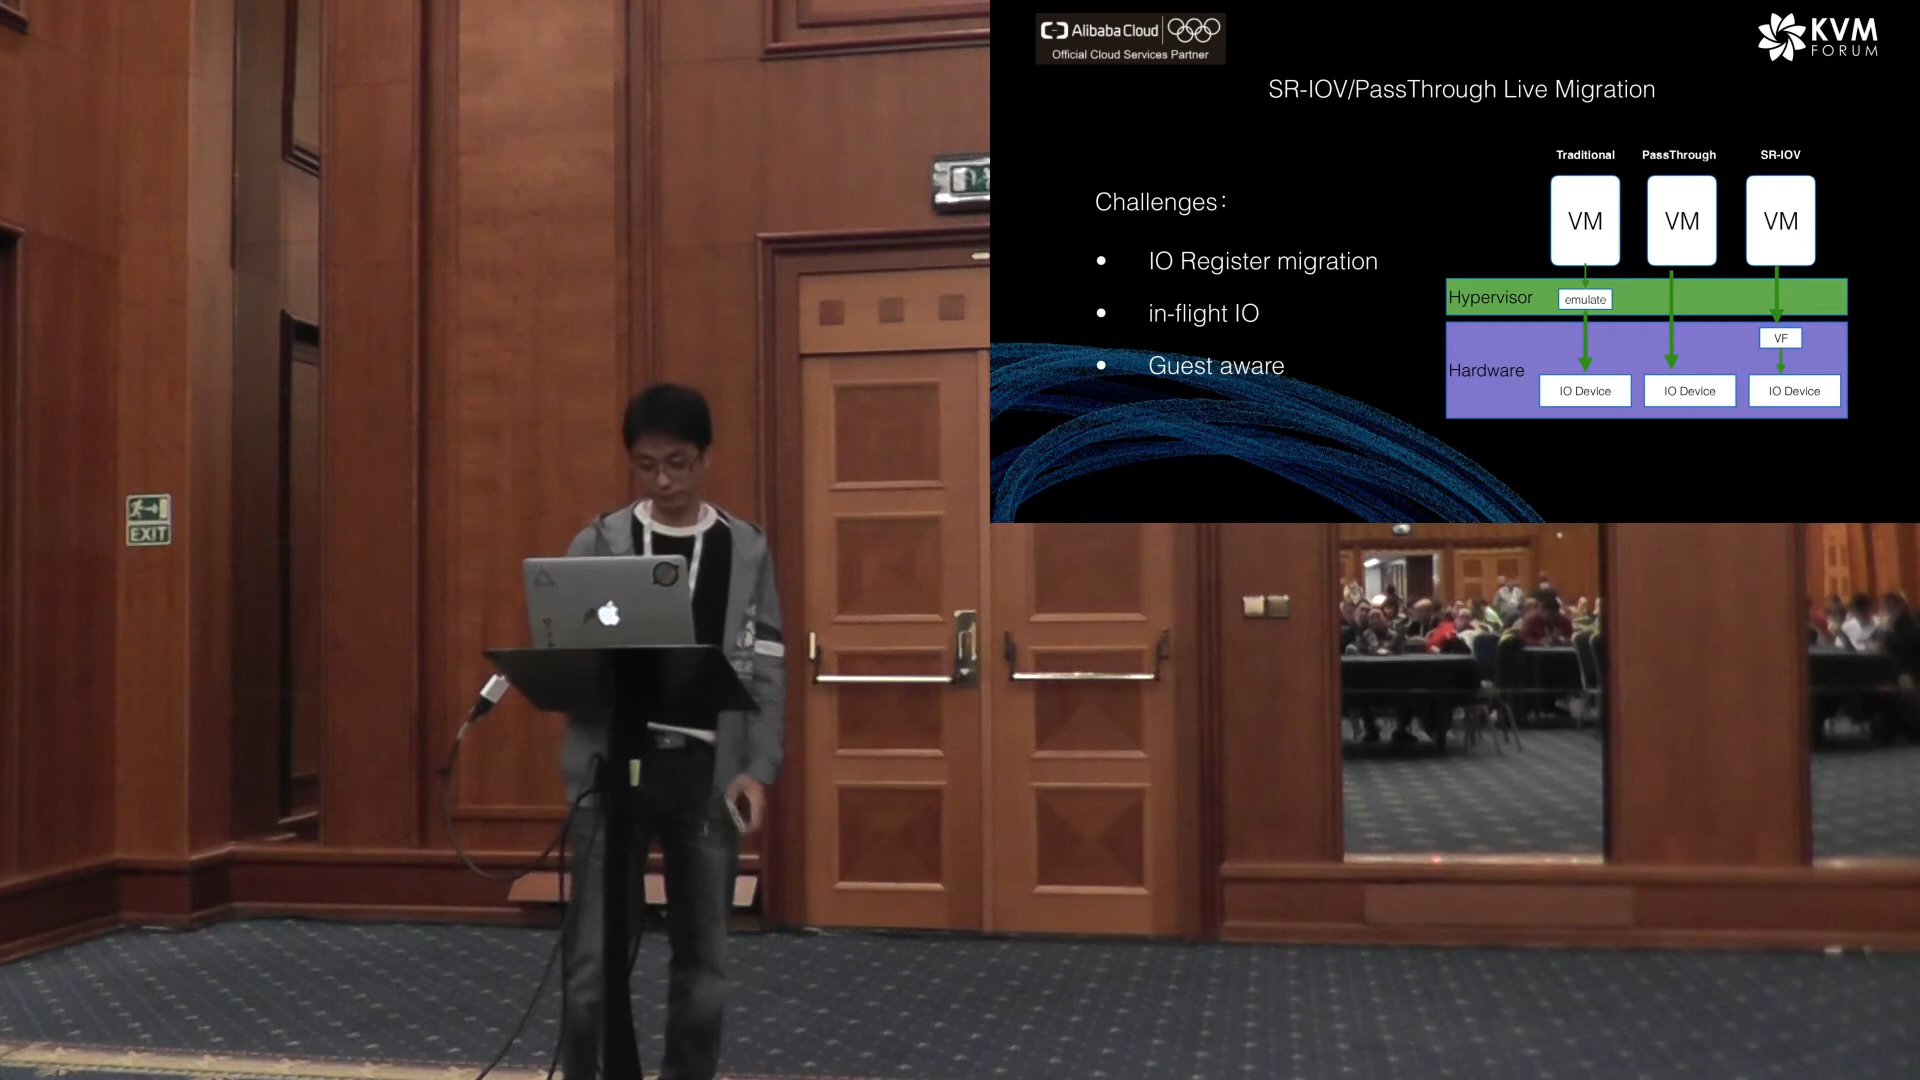 Alibaba Cloud
Official Cloud Services Partner
KVM
FORUM
SR-IOV/PassThrough Live Migration
Challenges:
• IO Register migration
• in-flight IO
• Guest aware
Traditional PassThrough SR-IOV
VM VM VM
Hypervisor emulate
VF
Hardware
IO Device IO Device IO Device
EXIT